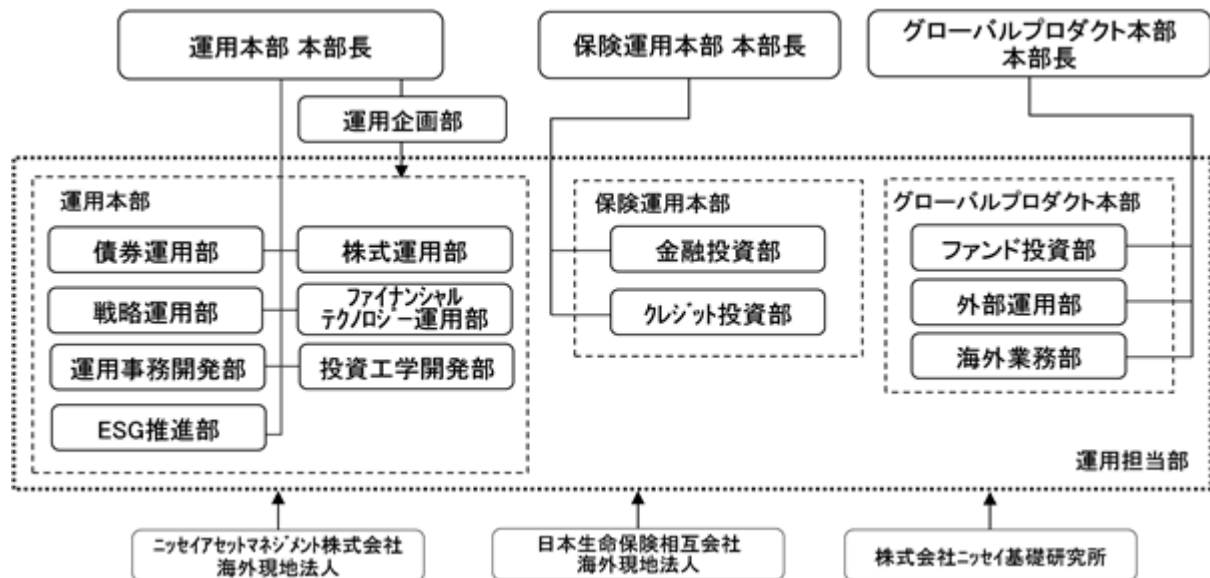 運用本部 本部長
保険運用本部 本部長
グローバルプロダクト本部
本部長
運用企画部
運用本部
債券運用部
株式運用部
戦略運用部
ファイナンシャル
テクノロジー運用部
運用事務開発部
投資工学開発部
ESG推進部
保険運用本部
金融投資部
クレジット投資部
グローバルプロダクト本部
ファンド投資部
外部運用部
海外業務部
運用担当部
ニッセイアセットマネジメント株式会社
海外現地法人
日本生命保険相互会社
海外現地法人
株式会社ニッセイ基礎研究所